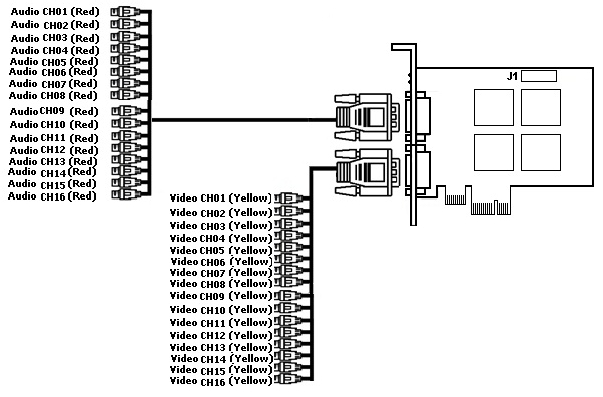 Audio CH01 (Red)
Audio CH02 (Red)
Audio CH03 (Red)
Audio CH04 (Red)
Audio CH05 (Red)
Audio CH06 (Red)
Audio CH07 (Red)
Audio CH08 (Red)
Audio CH09 (Red)
Audio CH10 (Red)
Audio CH11 (Red)
Audio CH12 (Red)
Audio CH13 (Red)
Audio CH14 (Red)
Audio CH15 (Red)
Audio CH16 (Red)
J1
Video CH01 (Yellow)
Video CH02 (Yellow)
Video CH03 (Yellow)
Video CH04 (Yellow)
Video CH05 (Yellow)
Video CH06 (Yellow)
Video CH07 (Yellow)
Video CH08 (Yellow)
Video CH09 (Yellow)
Video CH10 (Yellow)
Video CH11 (Yellow)
Video CH12 (Yellow)
Video CH13 (Yellow)
Video CH14 (Yellow)
Video CH15 (Yellow)
Video CH16 (Yellow)